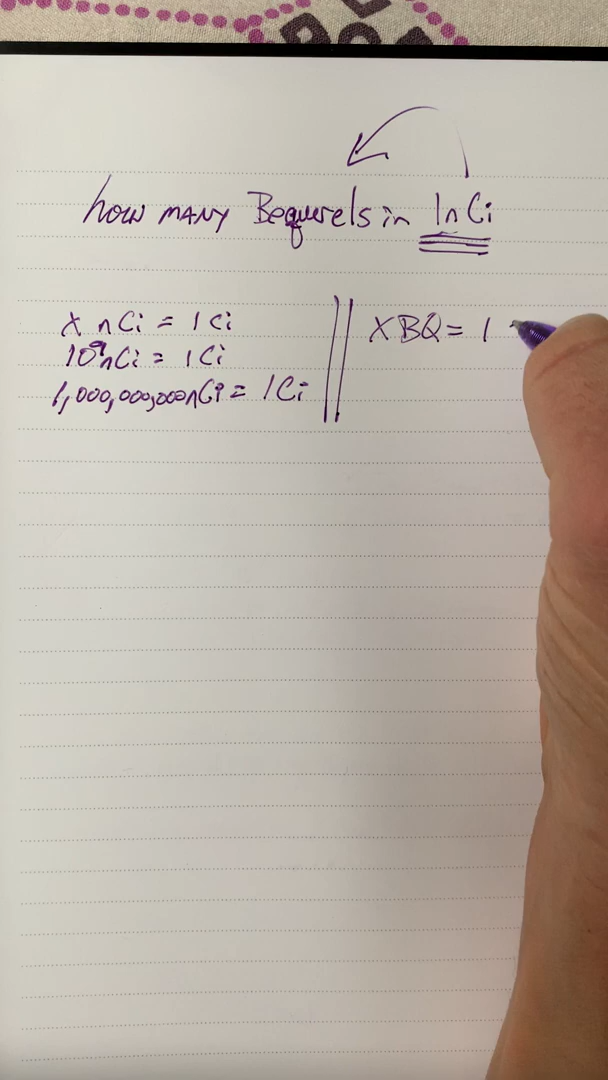 how MANY Bequerels in 1nCi
X nCi = 1Ci
10⁹nCi = 1Ci
1,000,000,000nCi = 1Ci
XBQ = 1